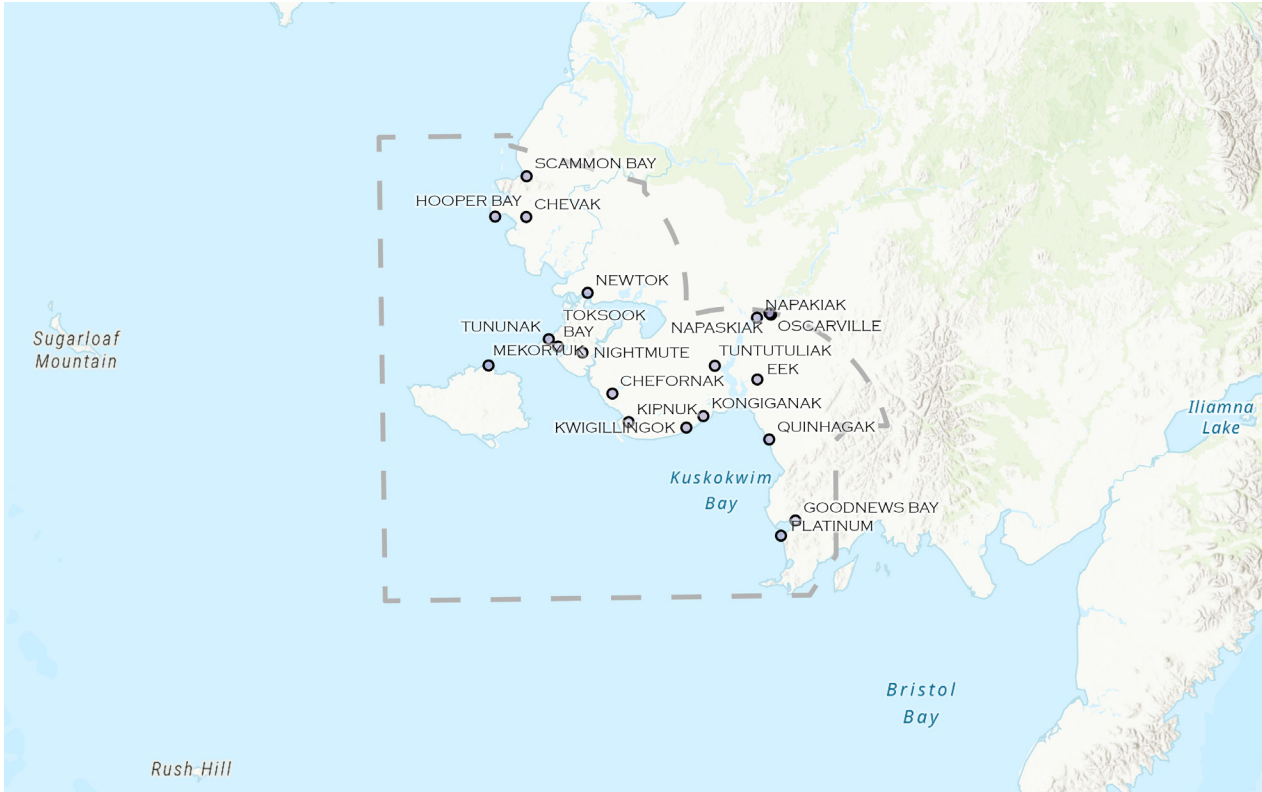 SCAMMON BAY
HOOPER BAY
CHEVAK
NEWTOK
NAPAKIAK
TOKSOOK
BAY
TUNUNAK
NAPASKIAK
OSCARVILLE
Sugarloaf
Mountain
MEKORYUK
NIGHTMUTE
TUNTUTULIAK
EEK
CHEFORNAK
KIPNUK
KONGIGANAK
KWIGILLINGOK
QUINHAGAK
Iliamna
Lake
Kuskokwim
Bay
GOODNEWS BAY
PLATINUM
Bristol
Bay
Rush Hill